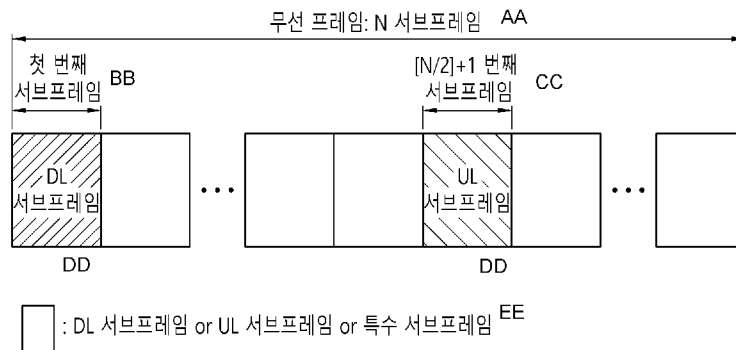 무선 프레임: N 서브프레임 AA
첫 번째
서브프레임 BB
[N/2]+1 번째
서브프레임 CC
DL
서브프레임
UL
서브프레임
DD
DD
: DL 서브프레임 or UL 서브프레임 or 특수 서브프레임 EE